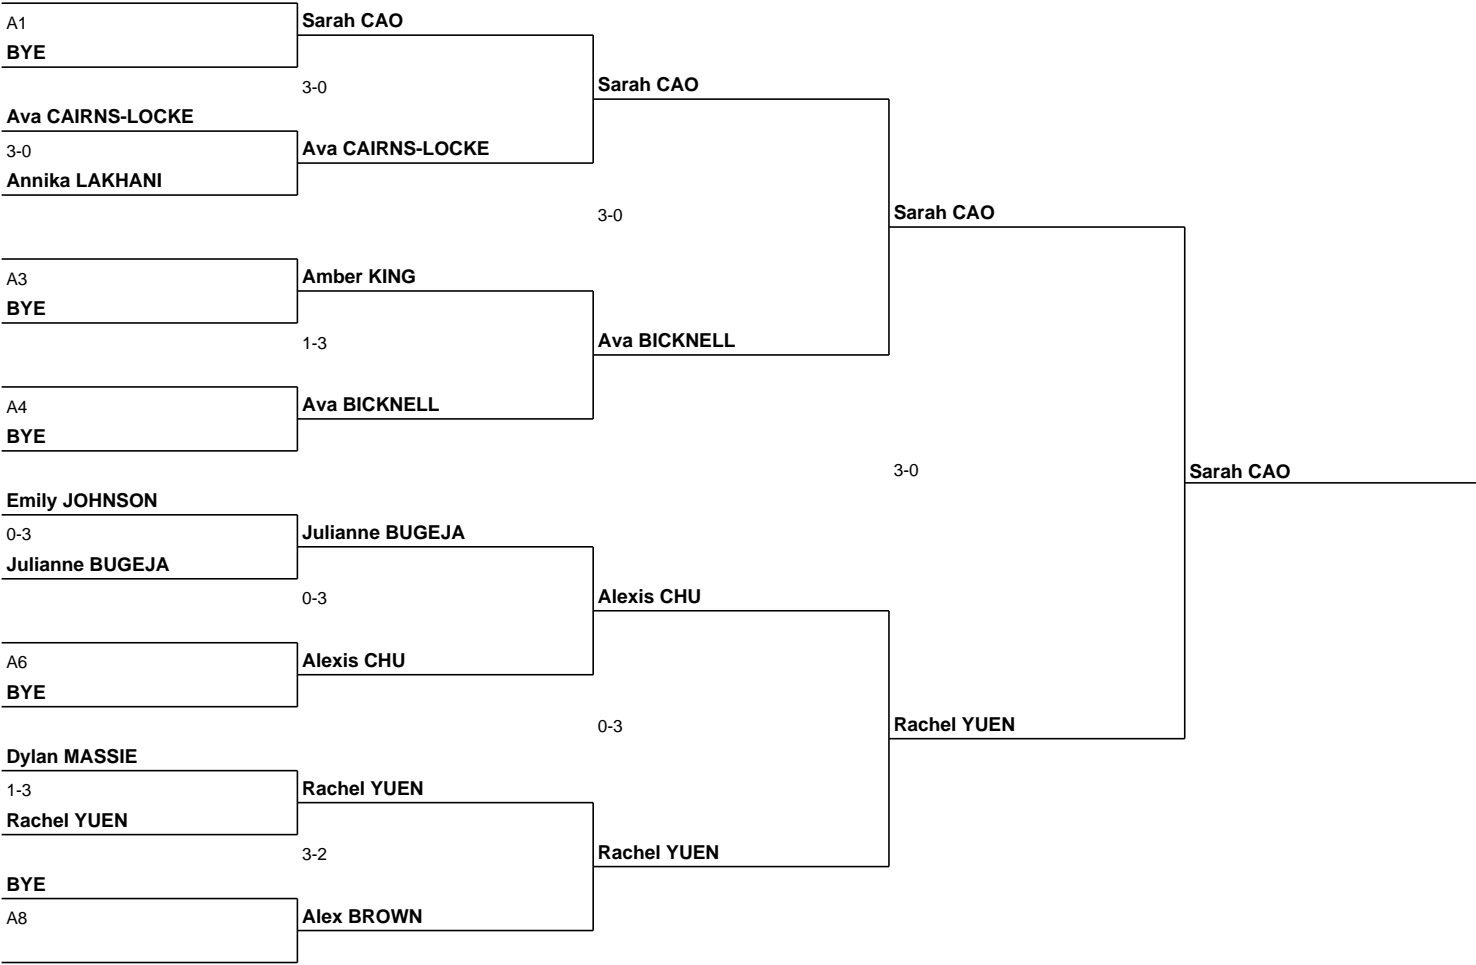 A1
BYE
Sarah CAO
3-0
Sarah CAO
Ava CAIRNS-LOCKE
3-0
Annika LAKHANI
Ava CAIRNS-LOCKE
3-0
Sarah CAO
A3
BYE
Amber KING
1-3
Ava BICKNELL
A4
BYE
Ava BICKNELL
3-0
Sarah CAO
Emily JOHNSON
0-3
Julianne BUGEJA
Julianne BUGEJA
0-3
Alexis CHU
A6
BYE
Alexis CHU
0-3
Rachel YUEN
Dylan MASSIE
1-3
Rachel YUEN
Rachel YUEN
3-2
Rachel YUEN
BYE
A8
Alex BROWN